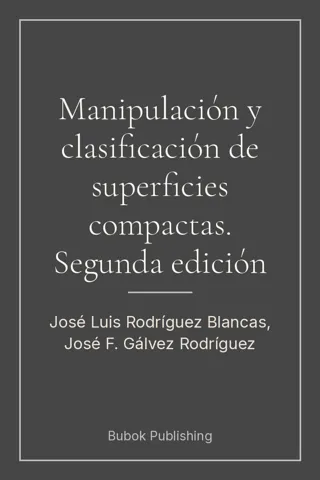 Manipulación y
clasificación de
superficies
compactas.
Segunda edición
José Luis Rodríguez Blancas,
José F. Gálvez Rodríguez
Bubok Publishing